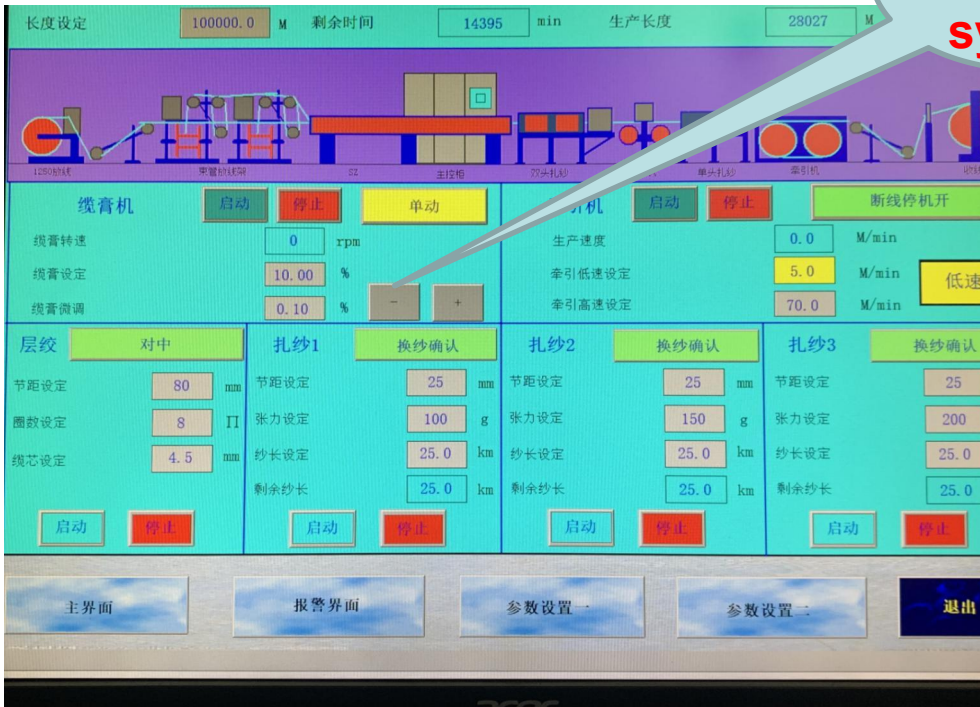 长度设定 100000.0 M 剩余时间 14395 min 生产长度 28027 M
sy
1250放线 束管放线架 SZ 主控柜 双头扎纱 单头扎纱 牵引机 收线
缆膏机 启动 停止 单动 引机 启动 停止 断线停机开
缆膏转速 0 rpm 生产速度 0.0 M/min
缆膏设定 10.00 % 牵引低速设定 5.0 M/min 低速
缆膏微调 0.10 % - + 牵引高速设定 70.0 M/min
层绞 对中 扎纱1 换纱确认 扎纱2 换纱确认 扎纱3 换纱确认
节距设定 80 mm 节距设定 25 mm 节距设定 25 mm 节距设定 25
圈数设定 8 Π 张力设定 100 g 张力设定 150 g 张力设定 200
缆芯设定 4.5 mm 纱长设定 25.0 km 纱长设定 25.0 km 纱长设定 25.0
剩余纱长 25.0 km 剩余纱长 25.0 km 剩余纱长 25.0
启动 停止 启动 停止 启动 停止 启动 停止
主界面 报警界面 参数设置一 参数设置二 退出